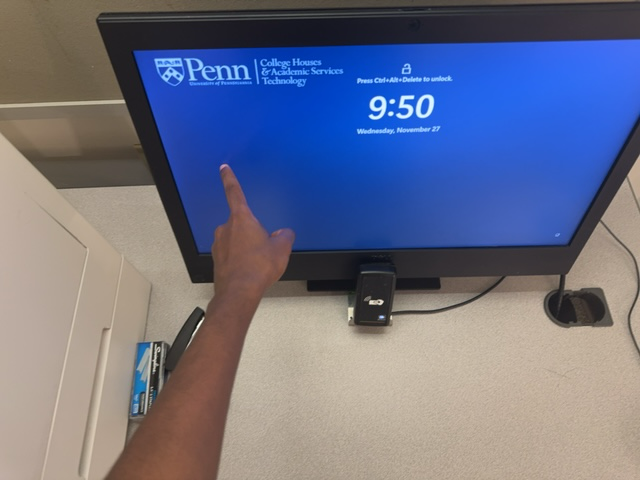 Penn
UNIVERSITY of PENNSYLVANIA
College Houses
& Academic Services
Technology
Press Ctrl+Alt+Delete to unlock.
9:50
Wednesday, November 27